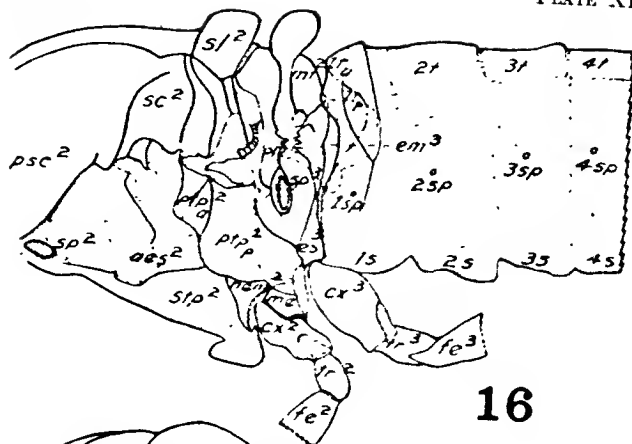 PLATE
sl²
sc²
2t 3t 4t
psc²
em³
sp³
1sp 2sp 3sp 4sp
sp²
aes²
ptp²
es³
1s 2s 3s 4s
stp²
cx³
cx²
tr³
fe³
tr²
fe²
16